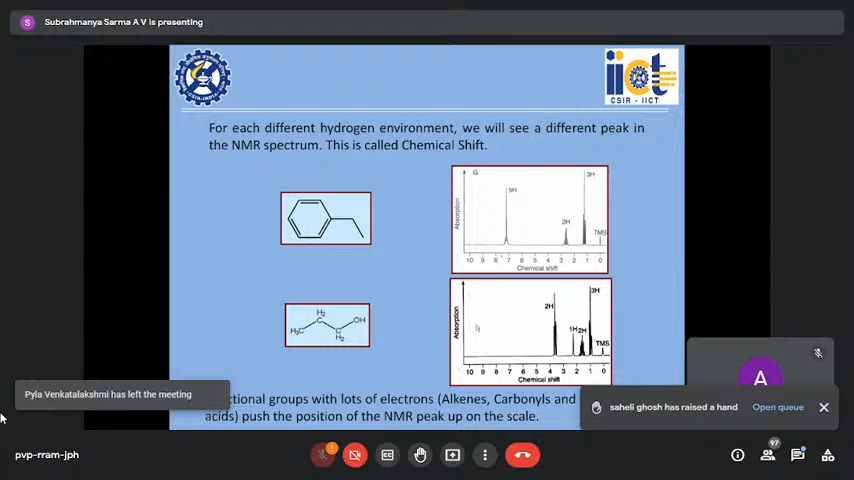 S Subrahmanya Sarma A V is presenting
CSIR-INDIA
iict
CSIR - IICT
For each different hydrogen environment, we will see a different peak in
the NMR spectrum. This is called Chemical Shift.
G
5H
2H
3H
TMS
Absorption
10 9 8 7 6 5 4 3 2 1 0
Chemical shift
H₂
C
OH
H₃C
C
H₂
2H
1H 2H
3H
TMS
Absorption
10 9 8 7 6 5 4 3 2 1 0
Chemical shift
A
Pyla Venkatalakshmi has left the meeting
ctional groups with lots of electrons (Alkenes, Carbonyls and
acids) push the position of the NMR peak up on the scale.
saheli ghosh has raised a hand Open queue
pvp-rram-jph
97